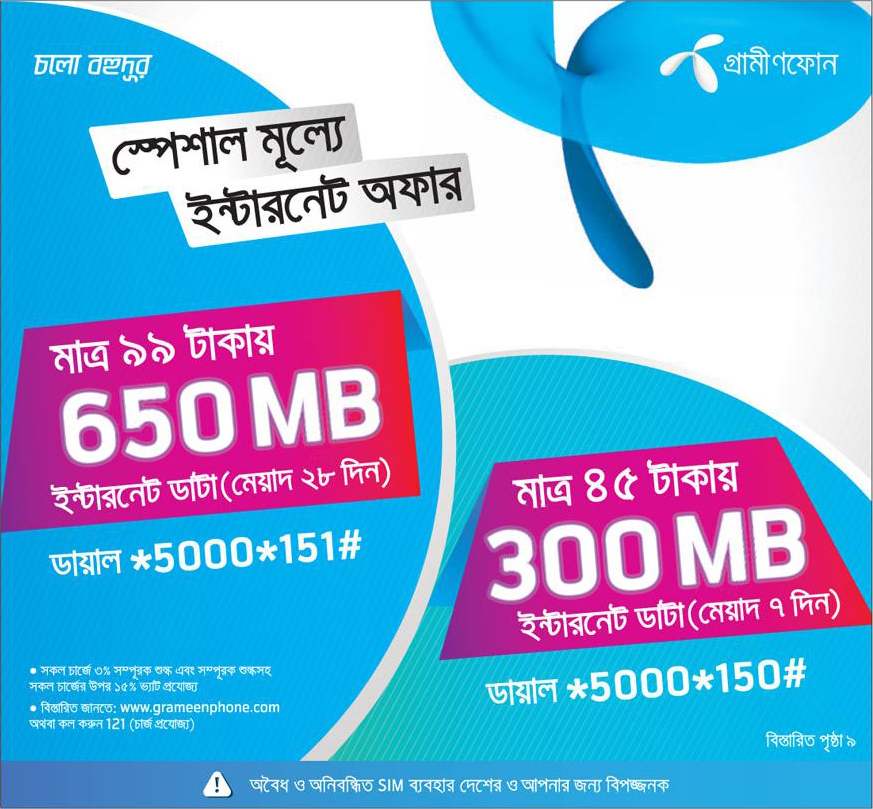 চলো বহুদূর
গ্রামীণফোন
স্পেশাল মূল্যে
ইন্টারনেট অফার
মাত্র ৯৯ টাকায়
650 MB
ইন্টারনেট ডাটা (মেয়াদ ২৮ দিন)
ডায়াল *5000*151#
মাত্র ৪৫ টাকায়
300 MB
ইন্টারনেট ডাটা (মেয়াদ ৭ দিন)
ডায়াল *5000*150#
• সকল চার্জে ৩% সম্পূরক শুল্ক এবং সম্পূরক শুল্কসহ
সকল চার্জের উপর ১৫% ভ্যাট প্রযোজ্য
• বিস্তারিত জানতে: www.grameenphone.com
অথবা কল করুন 121 (চার্জ প্রযোজ্য)
বিস্তারিত পৃষ্ঠা ৯
অবৈধ ও অনিবন্ধিত SIM ব্যবহার দেশের ও আপনার জন্য বিপজ্জনক